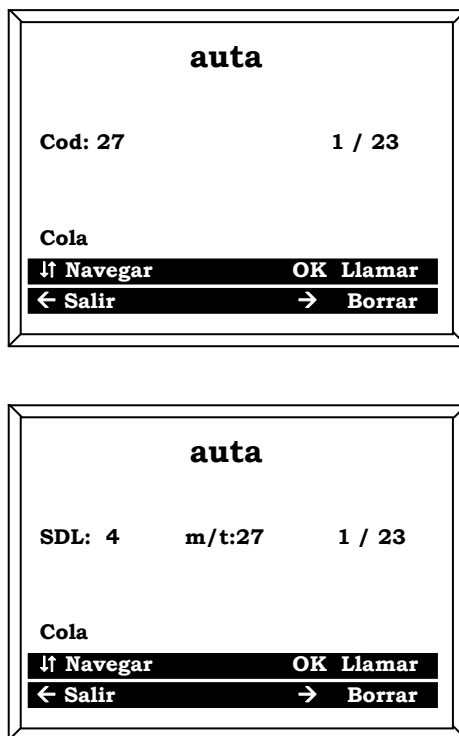 auta
Cod: 27 1 / 23
Cola
↓↑ Navegar OK Llamar
← Salir → Borrar
auta
SDL: 4 m/t:27 1 / 23
Cola
↓↑ Navegar OK Llamar
← Salir → Borrar